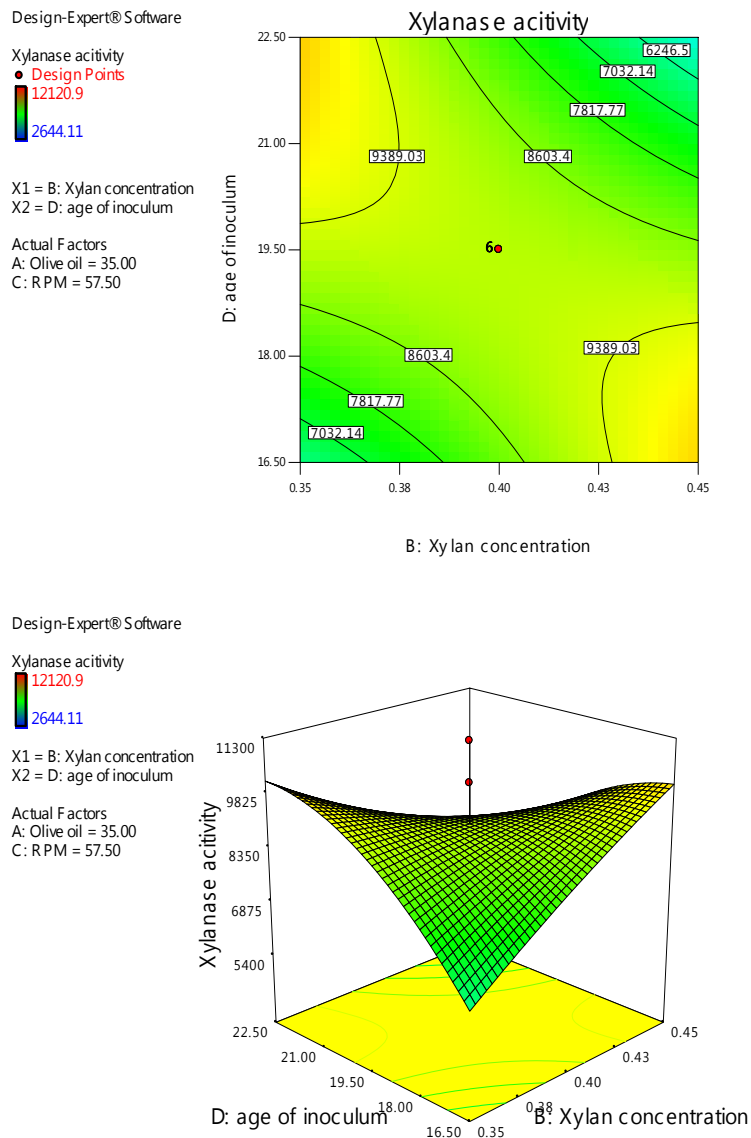 Design-Expert® Software
Xylanase acitivity
Design Points
12120.9
2644.11
X1 = B: Xylan concentration
X2 = D: age of inoculum
Actual Factors
A: Olive oil = 35.00
C: RPM = 57.50
Xylanase acitivity
22.50
21.00
19.50
18.00
16.50
D: age of inoculum
6246.5
7032.14
7817.77
8603.4
9389.03
6
9389.03
8603.4
7817.77
7032.14
0.35
0.38
0.40
0.43
0.45
B: Xylan concentration
Design-Expert® Software
Xylanase acitivity
12120.9
2644.11
X1 = B: Xylan concentration
X2 = D: age of inoculum
Actual Factors
A: Olive oil = 35.00
C: RPM = 57.50
11300
9825
8350
6875
5400
Xylanase acitivity
22.50
21.00
19.50
18.00
16.50
D: age of inoculum
0.35
0.38
0.40
0.43
0.45
B: Xylan concentration